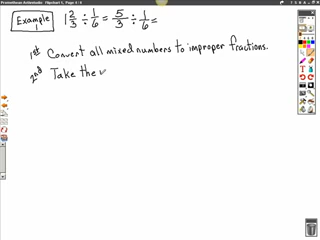 Promethean ActivStudio Flipchart 1, Page 4 / 5
Example 1 1 2/3 ÷ 1/6 = 5/3 ÷ 1/6 =
1st Convert all mixed numbers to improper fractions.
2nd Take the